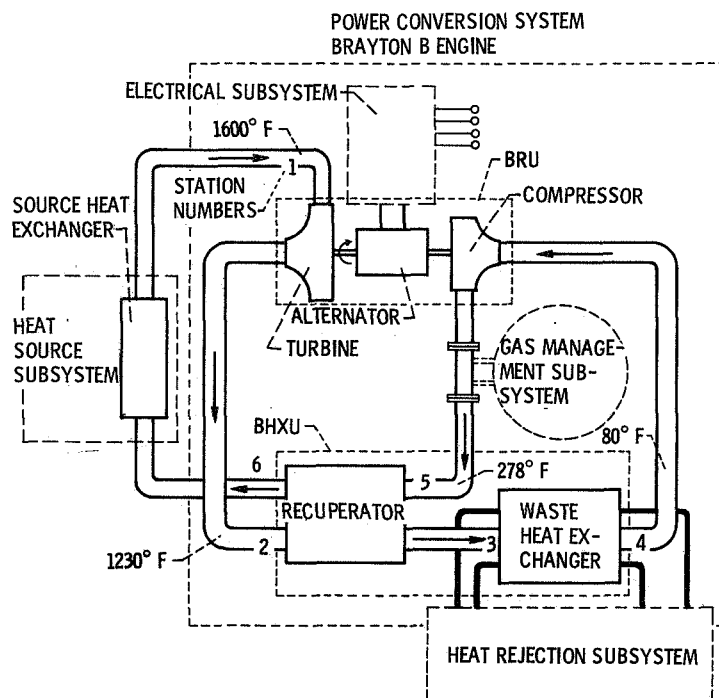 POWER CONVERSION SYSTEM
BRAYTON B ENGINE
ELECTRICAL SUBSYSTEM
1600° F
1
STATION
NUMBERS
BRU
COMPRESSOR
SOURCE HEAT
EXCHANGER
ALTERNATOR
TURBINE
HEAT
SOURCE
SUBSYSTEM
GAS MANAGE-
MENT SUB-
SYSTEM
BHXU
80° F
6
5
278° F
RECUPERATOR
WASTE
HEAT EX-
CHANGER
1230° F
2
3
4
HEAT REJECTION SUBSYSTEM